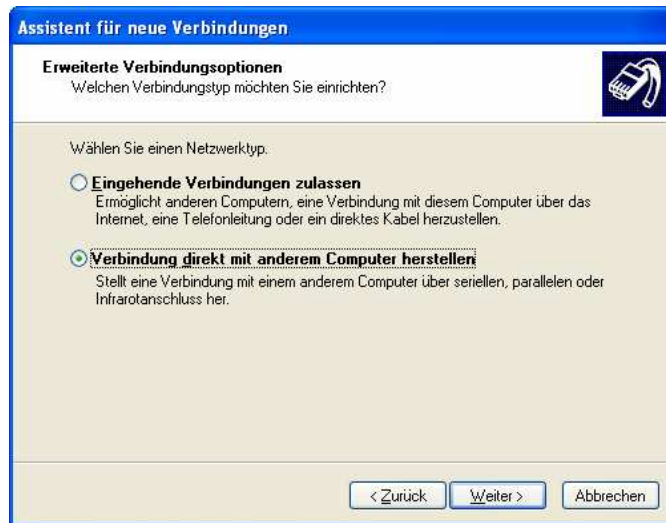 Assistent für neue Verbindungen
Erweiterte Verbindungsoptionen
Welchen Verbindungstyp möchten Sie einrichten?
Wählen Sie einen Netzwerktyp.
Eingehende Verbindungen zulassen
Ermöglicht anderen Computern, eine Verbindung mit diesem Computer über das
Internet, eine Telefonleitung oder ein direktes Kabel herzustellen.
Verbindung direkt mit anderem Computer herstellen
Stellt eine Verbindung mit einem anderem Computer über seriellen, parallelen oder
Infrarotanschluss her.
< Zurück Weiter > Abbrechen